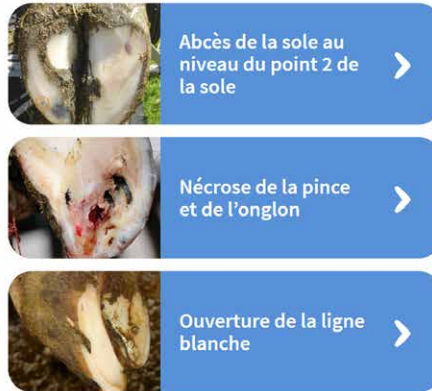 Abcès de la sole au
niveau du point 2 de
la sole
Nécrose de la pince
et de l'onglon
Ouverture de la ligne
blanche